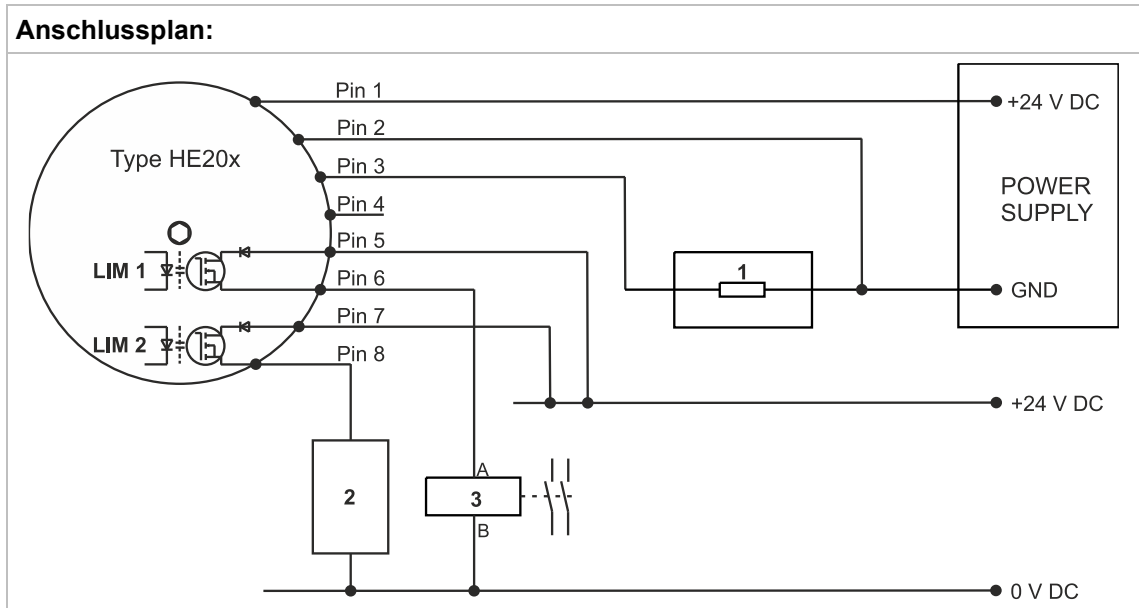 Anschlussplan:
Pin 1
+24 V DC
Pin 2
Type HE20x
Pin 3
POWER
SUPPLY
Pin 4
Pin 5
LIM 1
1
Pin 6
GND
Pin 7
LIM 2
Pin 8
+24 V DC
A
2
3
B
0 V DC